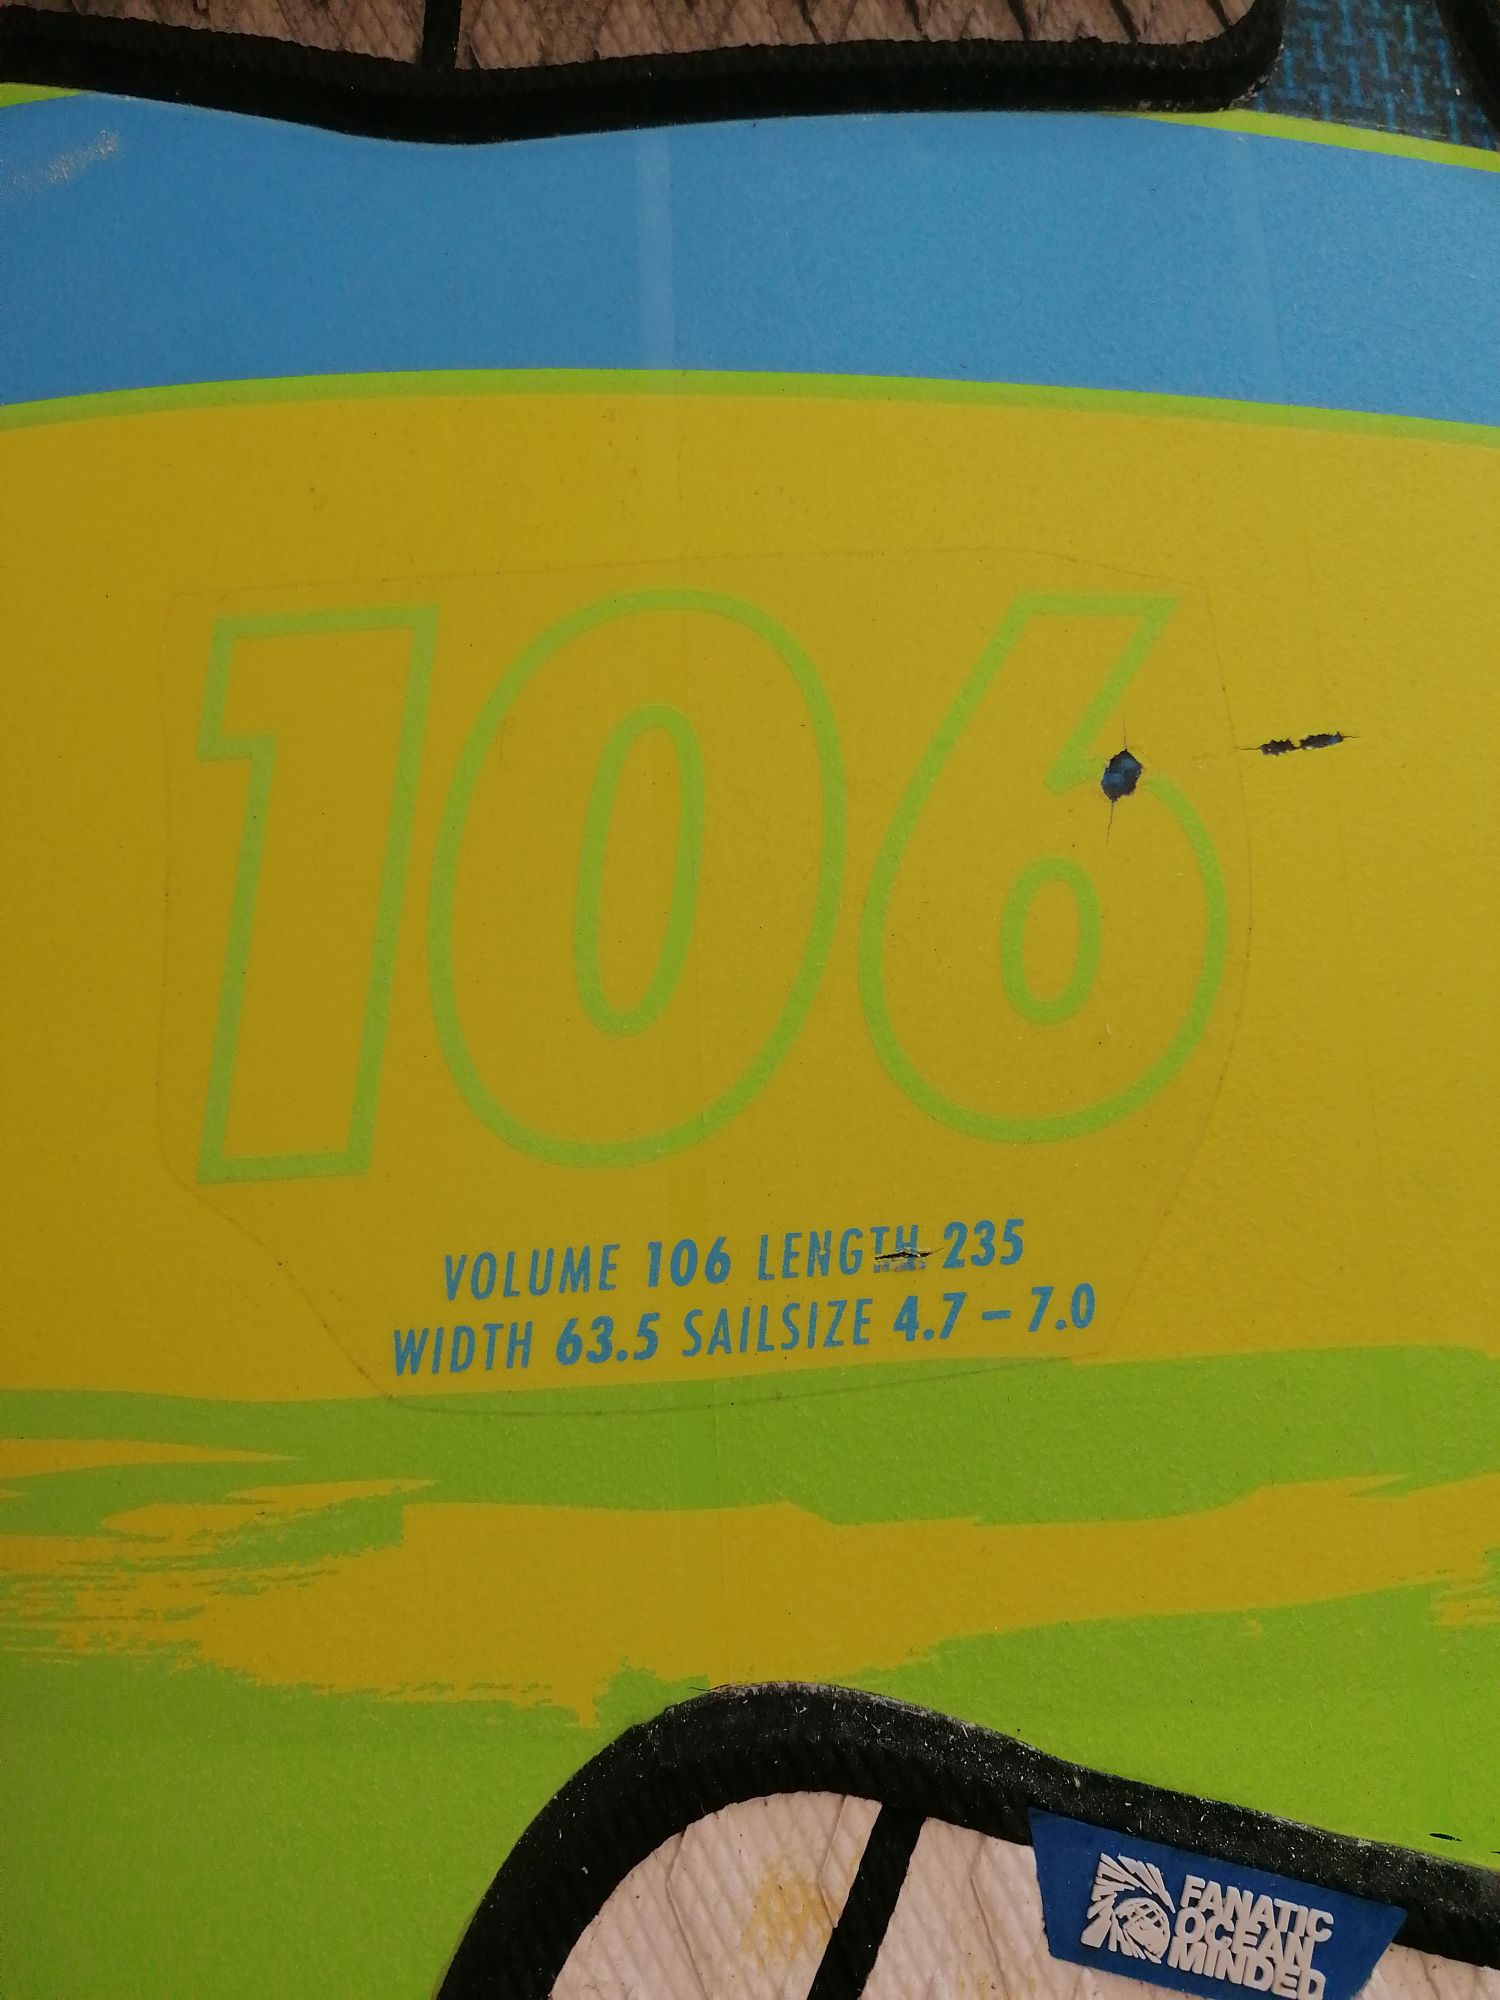 106
VOLUME 106 LENGTH 235
WIDTH 63.5 SAILSIZE 4.7 – 7.0
FANATIC
OCEAN
MINDED